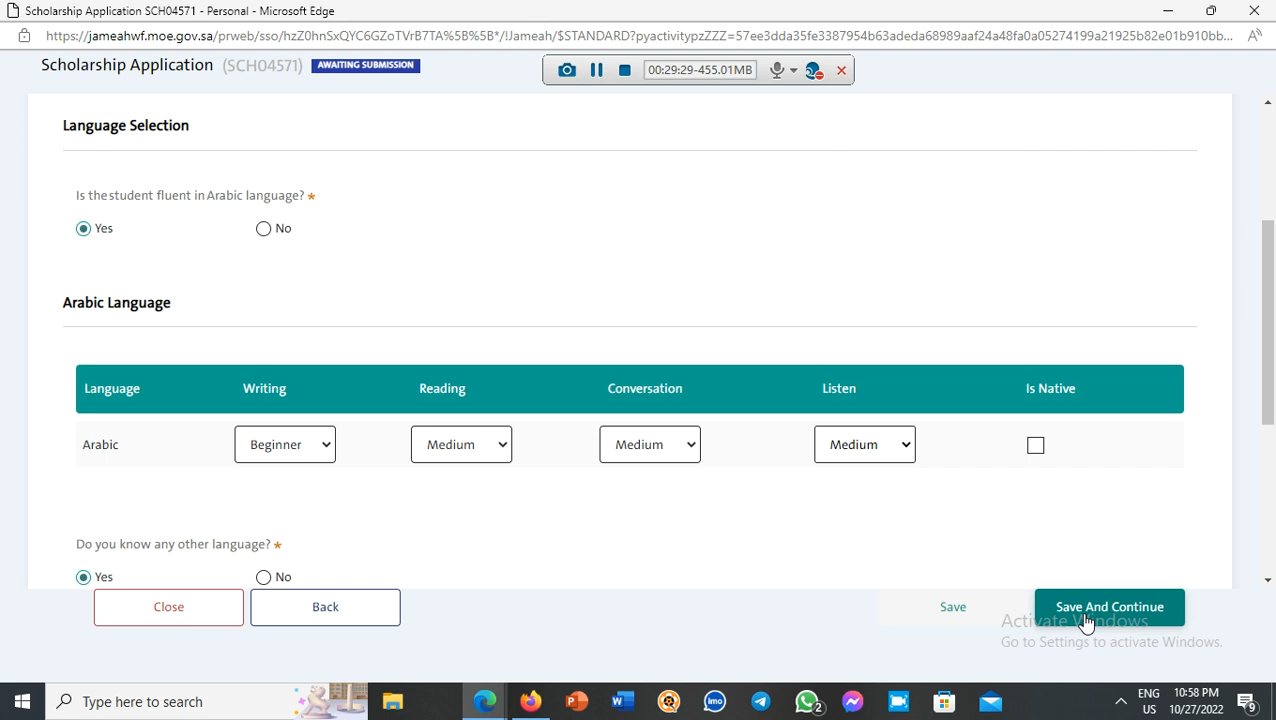 Scholarship Application SCH04571 - Personal - Microsoft Edge
https://jameahwf.moe.gov.sa/prweb/sso/hzZ0hnSxQYC6GZoTVrB7TA%5B%5B*/!Jameah/$STANDARD?pyactivitypzZZZ=57ee3dda35fe3387954b63adeda68989aaf24a48fa0a05274199a21925b82e01b910bb...
Scholarship Application (SCH04571) AWAITING SUBMISSION
00:29:29-455.01MB
Language Selection
Is the student fluent in Arabic language? *
Yes No
Arabic Language
Language Writing Reading Conversation Listen Is Native
Arabic Beginner Medium Medium Medium
Do you know any other language? *
Yes No
Close Back Save Save And Continue
Activate Windows
Go to Settings to activate Windows.
Type here to search
imo
2
ENG 10:58 PM
US 10/27/2022
9